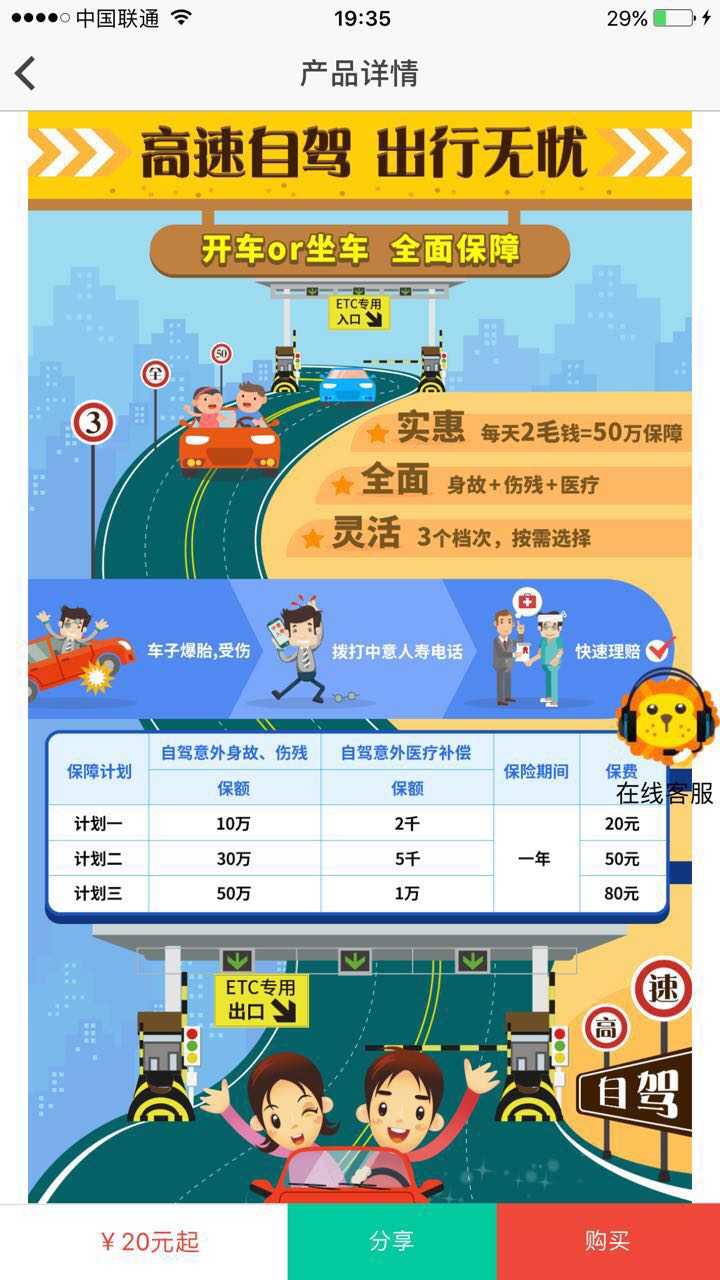 中国联通
19:35
29%
产品详情
高速自驾 出行无忧
开车or坐车 全面保障
ETC专用
入口
50
全
3
实惠 每天2毛钱=50万保障
全面 身故+伤残+医疗
灵活 3个档次，按需选择
车子爆胎,受伤
拨打中意人寿电话
快速理赔
保障计划 自驾意外身故、伤残 自驾意外医疗补偿 保险期间 保费
保额 保额
在线客服
计划一 10万 2千 20元
计划二 30万 5千 一年 50元
计划三 50万 1万 80元
ETC专用
出口
速
高
自驾
¥20元起 分享 购买